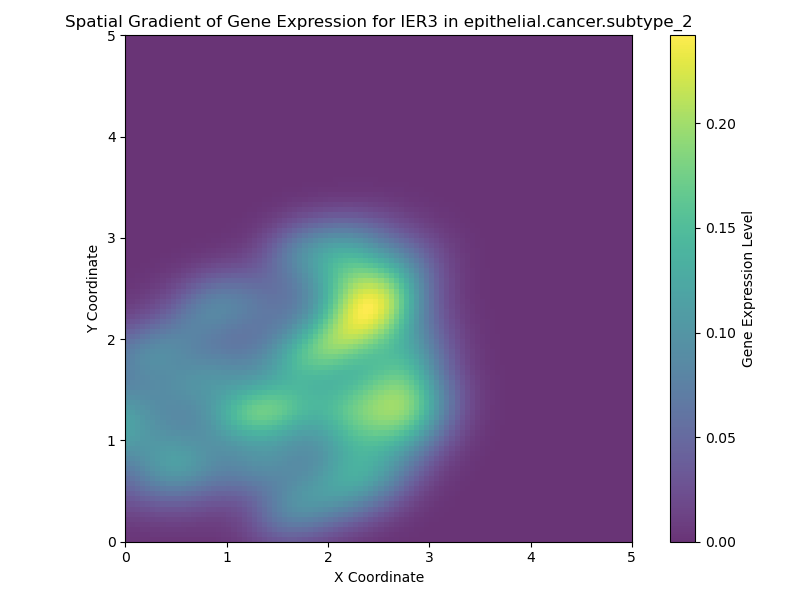 Spatial Gradient of Gene Expression for IER3 in epithelial.cancer.subtype_2
5
4
3
2
1
0
Y Coordinate
0 1 2 3 4 5
X Coordinate
0.20
0.15
0.10
0.05
0.00
Gene Expression Level